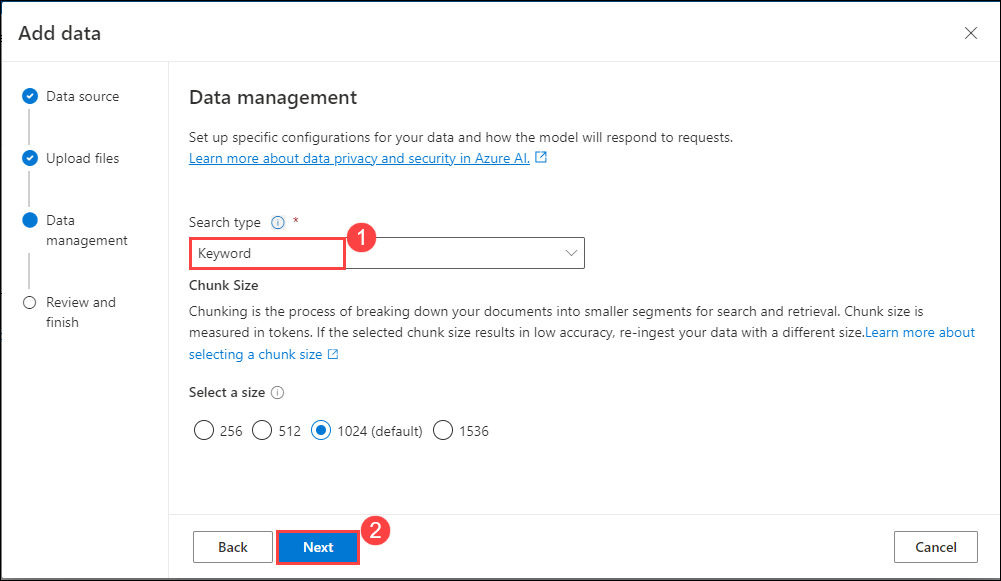 Add data
Data source
Upload files
Data
management
Review and
finish
Data management
Set up specific configurations for your data and how the model will respond to requests.
Learn more about data privacy and security in Azure AI.
Search type *
1
Keyword
Chunk Size
Chunking is the process of breaking down your documents into smaller segments for search and retrieval. Chunk size is
measured in tokens. If the selected chunk size results in low accuracy, re-ingest your data with a different size.Learn more about
selecting a chunk size
Select a size
256 512 1024 (default) 1536
2
Back Next Cancel